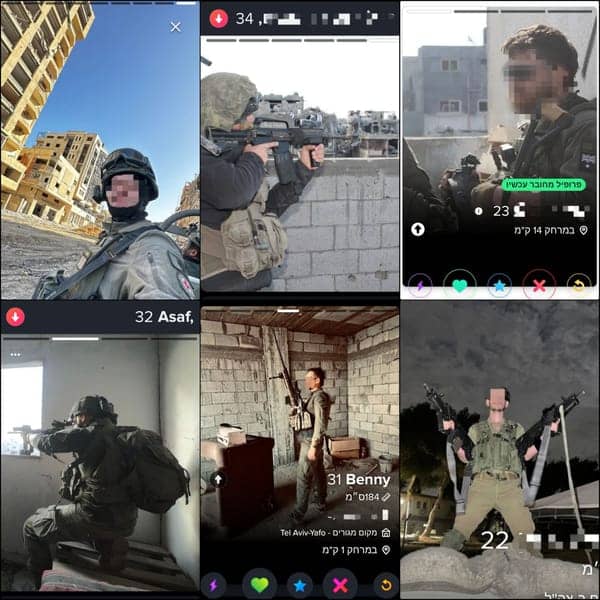 34 ,
פרופיל מחובר עכשיו
23
במרחק 14 ק"מ
32 Asaf,
31 Benny
184ס"מ
מקום מגורים - Tel Aviv-Yafo
במרחק 1 ק"מ
22